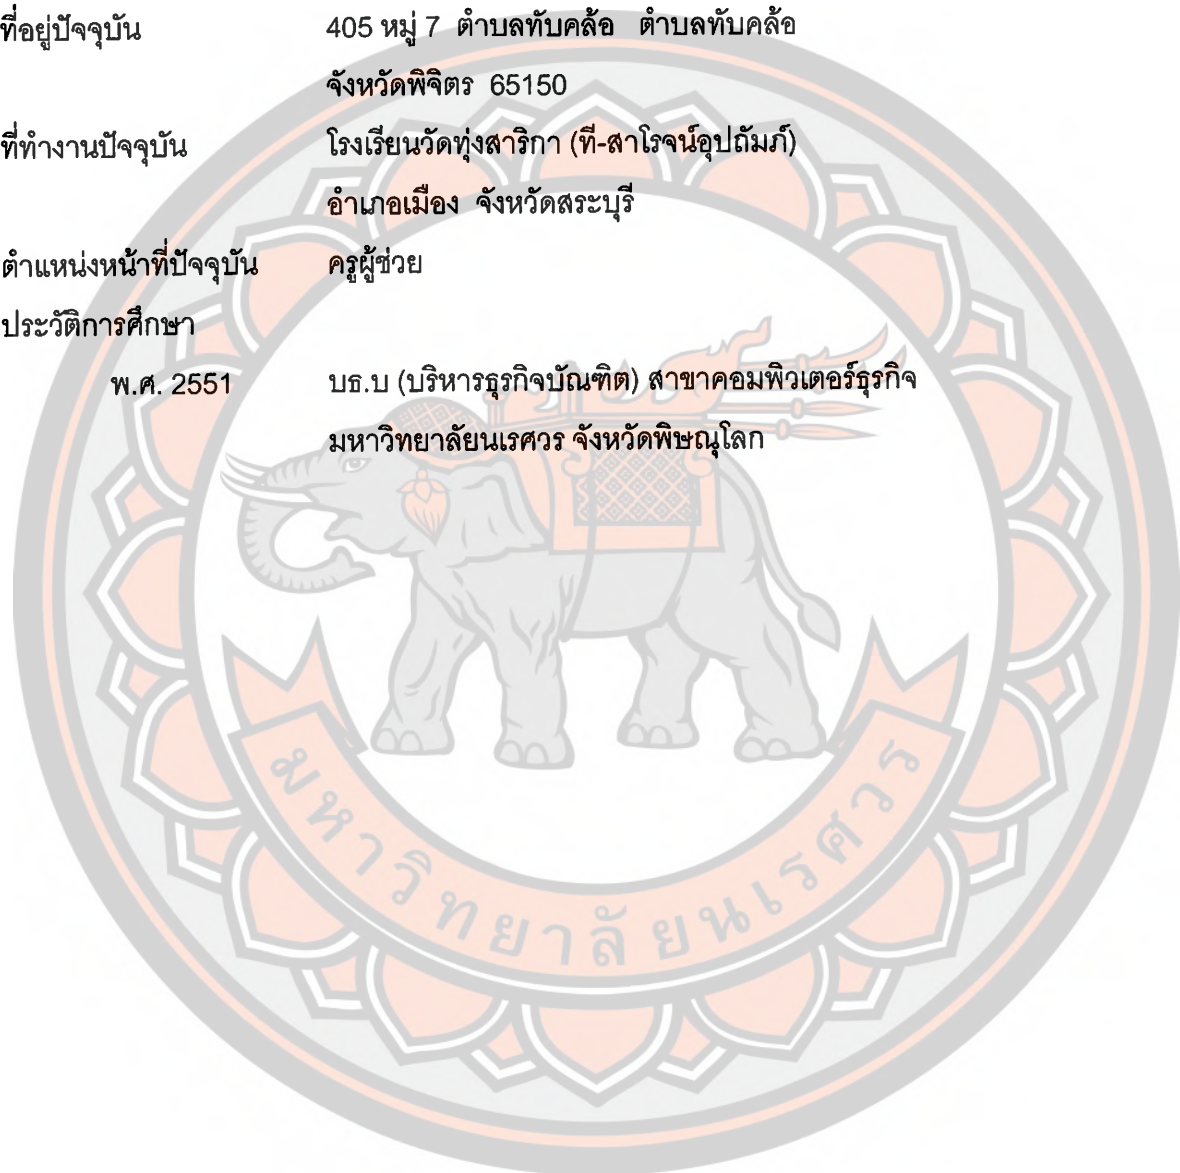 ที่อยู่ปัจจุบัน 405 หมู่ 7 ตำบลทับคล้อ ตำบลทับคล้อ
จังหวัดพิจิตร 65150
ที่ทำงานปัจจุบัน โรงเรียนวัดทุ่งสาริกา (ที-สาโรจน์อุปถัมภ์)
อำเภอเมือง จังหวัดสระบุรี
ตำแหน่งหน้าที่ปัจจุบัน ครูผู้ช่วย
ประวัติการศึกษา
พ.ศ. 2551 บธ.บ (บริหารธุรกิจบัณฑิต) สาขาคอมพิวเตอร์ธุรกิจ
มหาวิทยาลัยนเรศวร จังหวัดพิษณุโลก
มหาวิทยาลัยนเรศวร